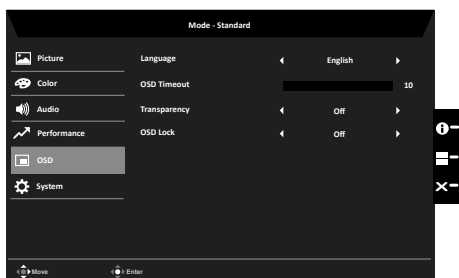 Mode - Standard
Picture
Language English
Color
OSD Timeout 10
Audio
Transparency Off
Performance
OSD Lock Off
OSD
System
Move Enter